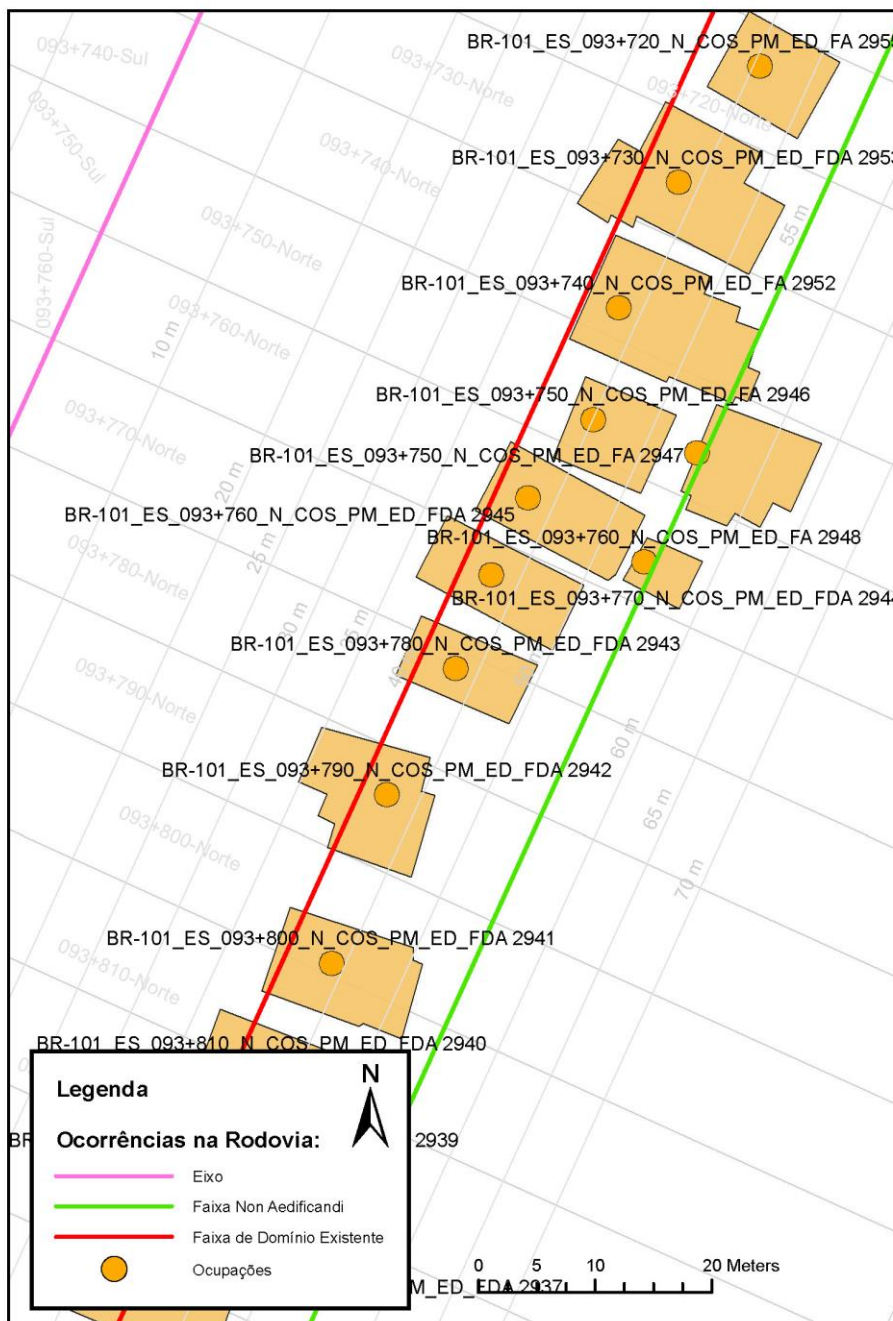 BR-101_ES_093+720_N_COS_PM_ED_FA 295
093+740-Sul
093+730-Norte
093+720-Norte
093+750-Sul
BR-101_ES_093+730_N_COS_PM_ED_FDA 2953
093+740-Norte
55 m
093+750-Norte
093+760-Sul
BR-101_ES_093+740_N_COS_PM_ED_FA 2952
093+760-Norte
10 m
BR-101_ES_093+750_N_COS_PM_ED_FA 2946
093+770-Norte
BR-101_ES_093+750_N_COS_PM_ED_FA 2947
20 m
BR-101_ES_093+760_N_COS_PM_ED_FDA 2945
BR-101_ES_093+760_N_COS_PM_ED_FA 2948
25 m
093+780-Norte
BR-101_ES_093+770_N_COS_PM_ED_FDA 294
30 m
BR-101_ES_093+780_N_COS_PM_ED_FDA 2943
093+790-Norte
60 m
BR-101_ES_093+790_N_COS_PM_ED_FDA 2942
65 m
093+800-Norte
70 m
BR-101_ES_093+800_N_COS_PM_ED_FDA 2941
093+810-Norte
BR-101_ES_093+810_N_COS_PM_ED_FDA 2940
N
Legenda
Ocorrências na Rodovia:
2939
Eixo
Faixa Non Aedificandi
Faixa de Domínio Existente
Ocupações
0 5 10 20 Meters
M_ED_FDA 2937